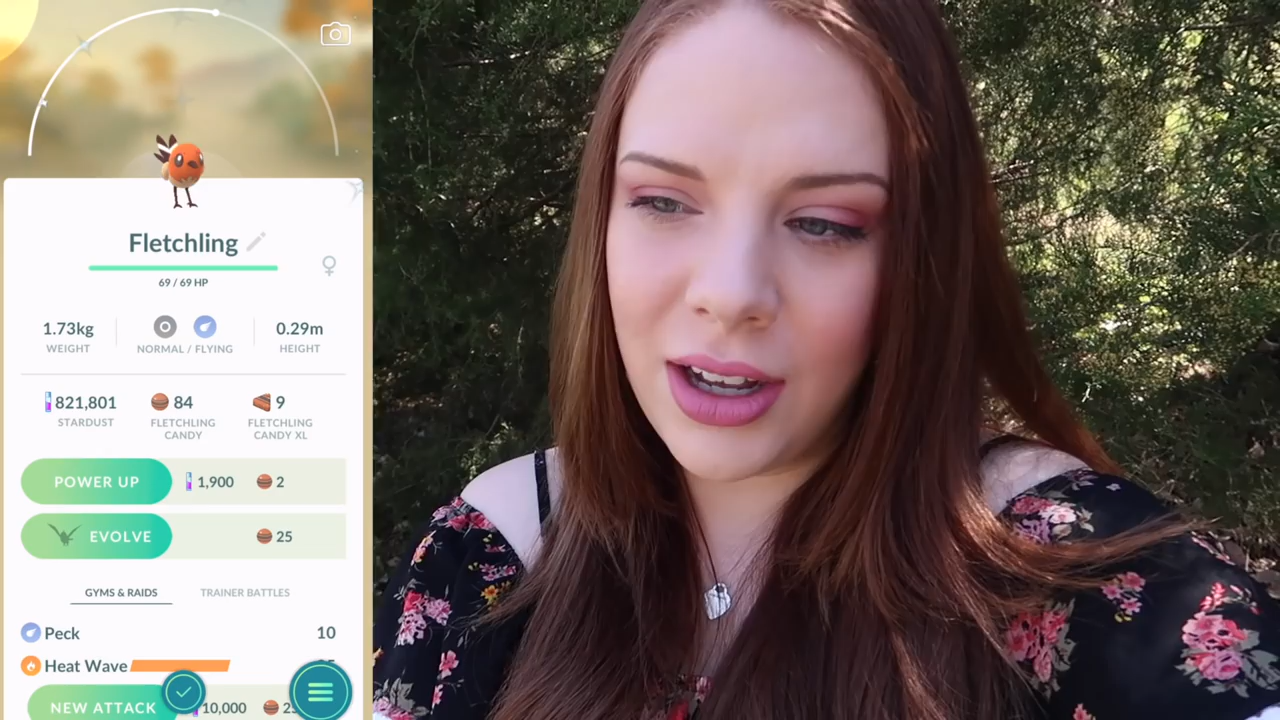 Fletchling
69 / 69 HP
1.73kg
WEIGHT
NORMAL / FLYING
0.29m
HEIGHT
821,801
STARDUST
84
FLETCHLING
CANDY
9
FLETCHLING
CANDY XL
POWER UP 1,900 2
EVOLVE 25
GYMS & RAIDS TRAINER BATTLES
Peck 10
Heat Wave
NEW ATTACK 10,000